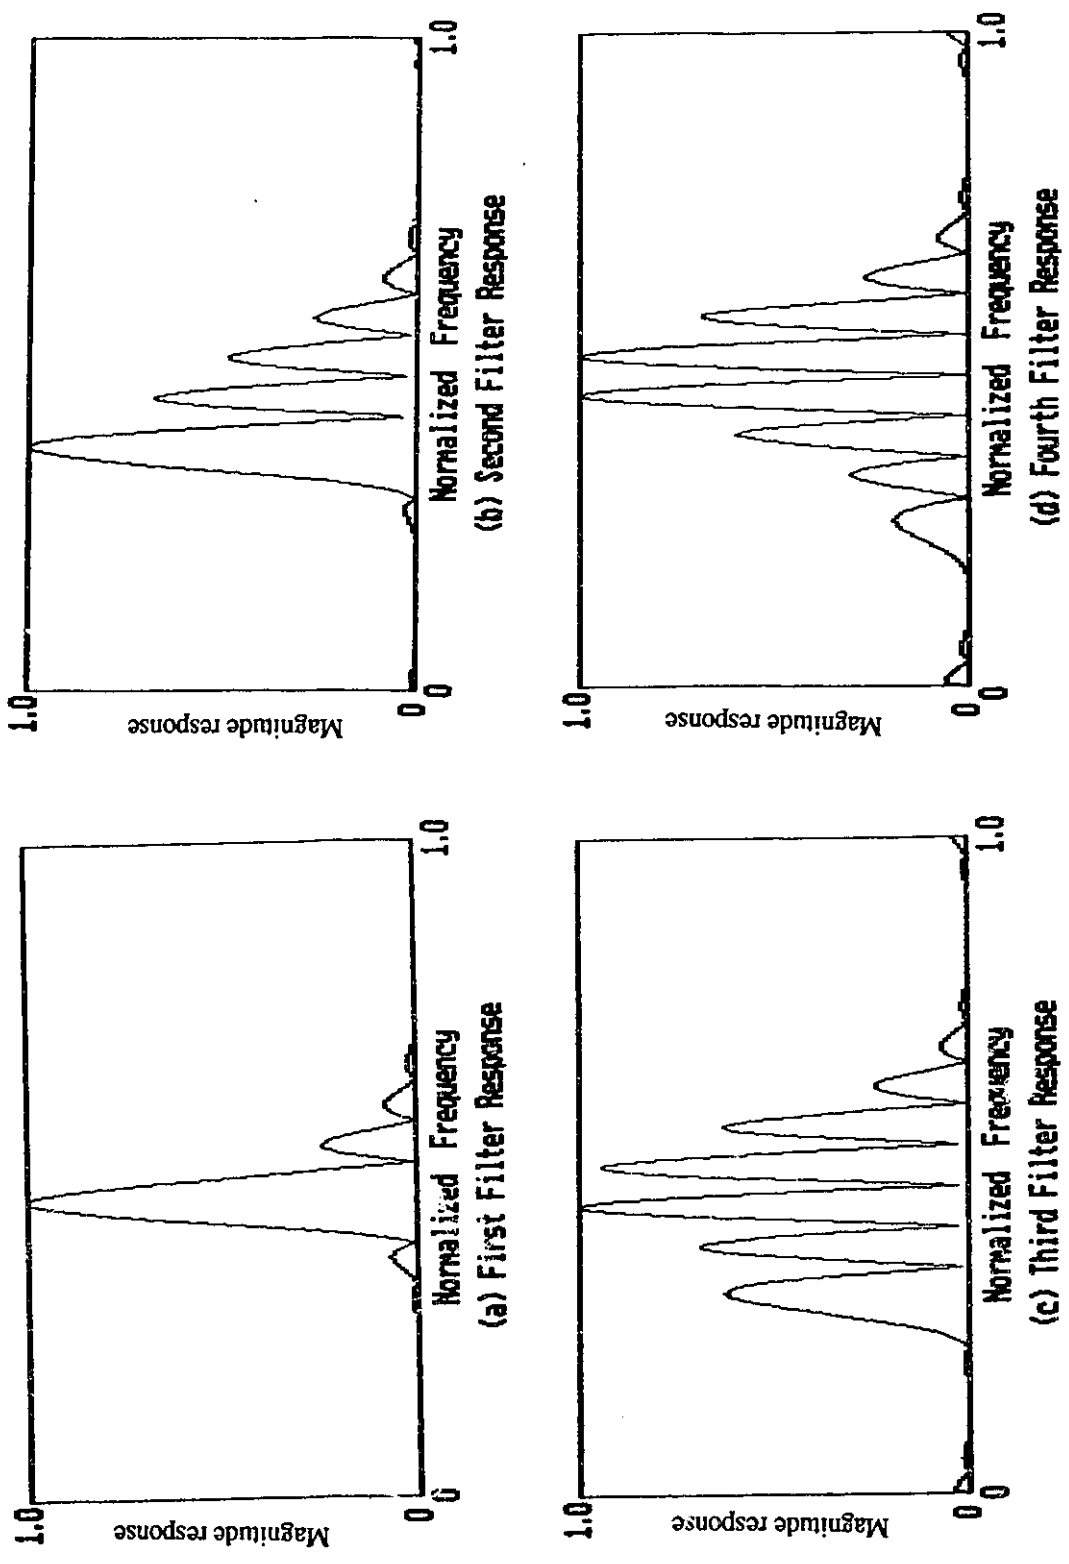 1.0
Magnitude response
0
0
1.0
Normalized Frequency
(a) First Filter Response
1.0
Magnitude response
0
0
1.0
Normalized Frequency
(b) Second Filter Response
1.0
Magnitude response
0
0
1.0
Normalized Frequency
(c) Third Filter Response
1.0
Magnitude response
0
0
1.0
Normalized Frequency
(d) Fourth Filter Response